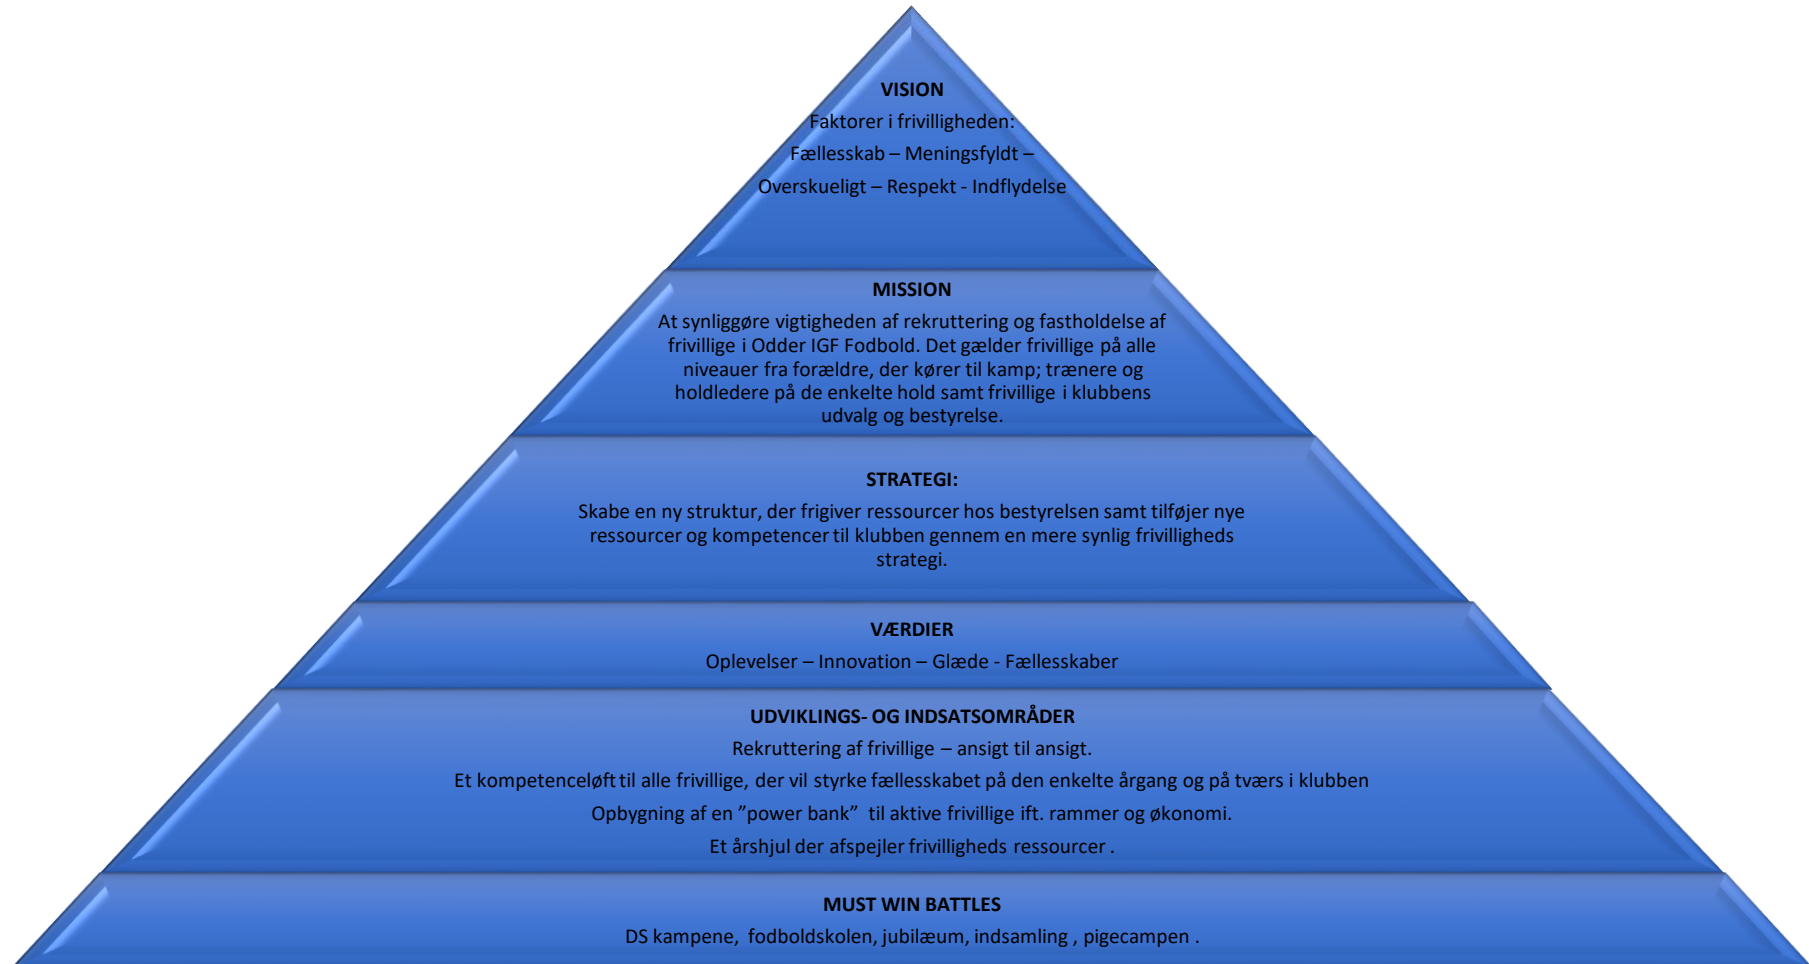 VISION
Faktorer i frivilligheden:
Fællesskab – Meningsfyldt –
Overskueligt – Respekt - Indflydelse
MISSION
At synliggøre vigtigheden af rekruttering og fastholdelse af
frivillige i Odder IGF Fodbold. Det gælder frivillige på alle
niveauer fra forældre, der kører til kamp; trænere og
holdledere på de enkelte hold samt frivillige i klubbens
udvalg og bestyrelse.
STRATEGI:
Skabe en ny struktur, der frigiver ressourcer hos bestyrelsen samt tilføjer nye
ressourcer og kompetencer til klubben gennem en mere synlig frivilligheds
strategi.
VÆRDIER
Oplevelser – Innovation – Glæde - Fællesskaber
UDVIKLINGS- OG INDSATSOMRÅDER
Rekruttering af frivillige – ansigt til ansigt.
Et kompetenceløft til alle frivillige, der vil styrke fællesskabet på den enkelte årgang og på tværs i klubben
Opbygning af en ”power bank” til aktive frivillige ift. rammer og økonomi.
Et årshjul der afspejler frivilligheds ressourcer .
MUST WIN BATTLES
DS kampene, fodboldskolen, jubilæum, indsamling , pigecampen .